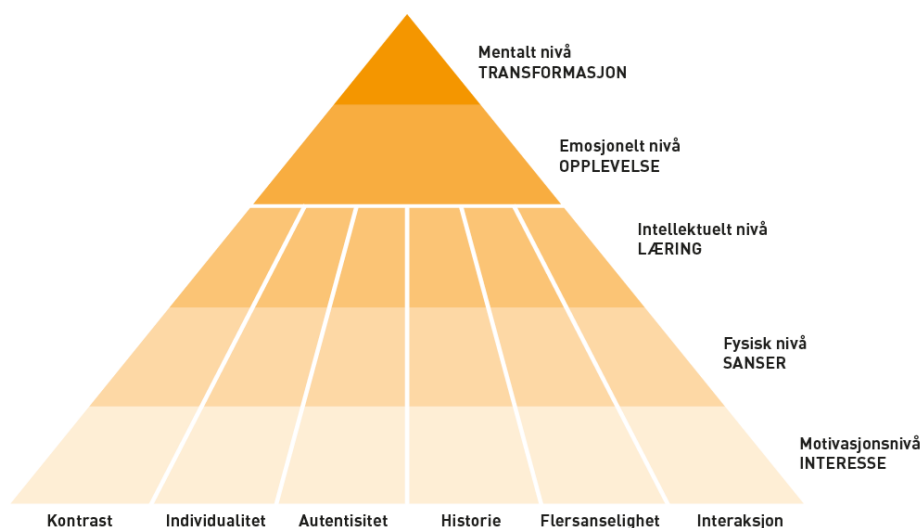 Mentalt nivå
TRANSFORMASJON
Emosjonelt nivå
OPPLEVELSE
Intellektuelt nivå
LÆRING
Fysisk nivå
SANSER
Motivasjonsnivå
INTERESSE
Kontrast Individualitet Autentisitet Historie Flersanselighet Interaksjon